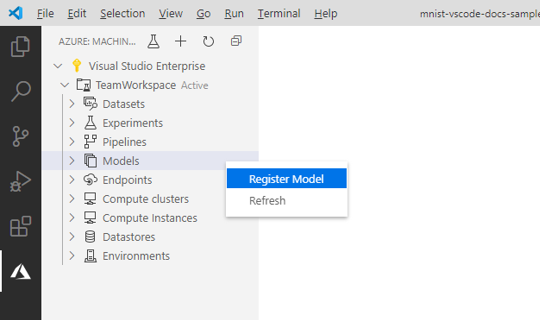 File Edit Selection View Go Run Terminal Help mnist-vscode-docs-sample
AZURE: MACHIN...
Visual Studio Enterprise
TeamWorkspace Active
Datasets
Experiments
Pipelines
Models
Register Model
Endpoints
Refresh
Compute clusters
Compute Instances
Datastores
Environments